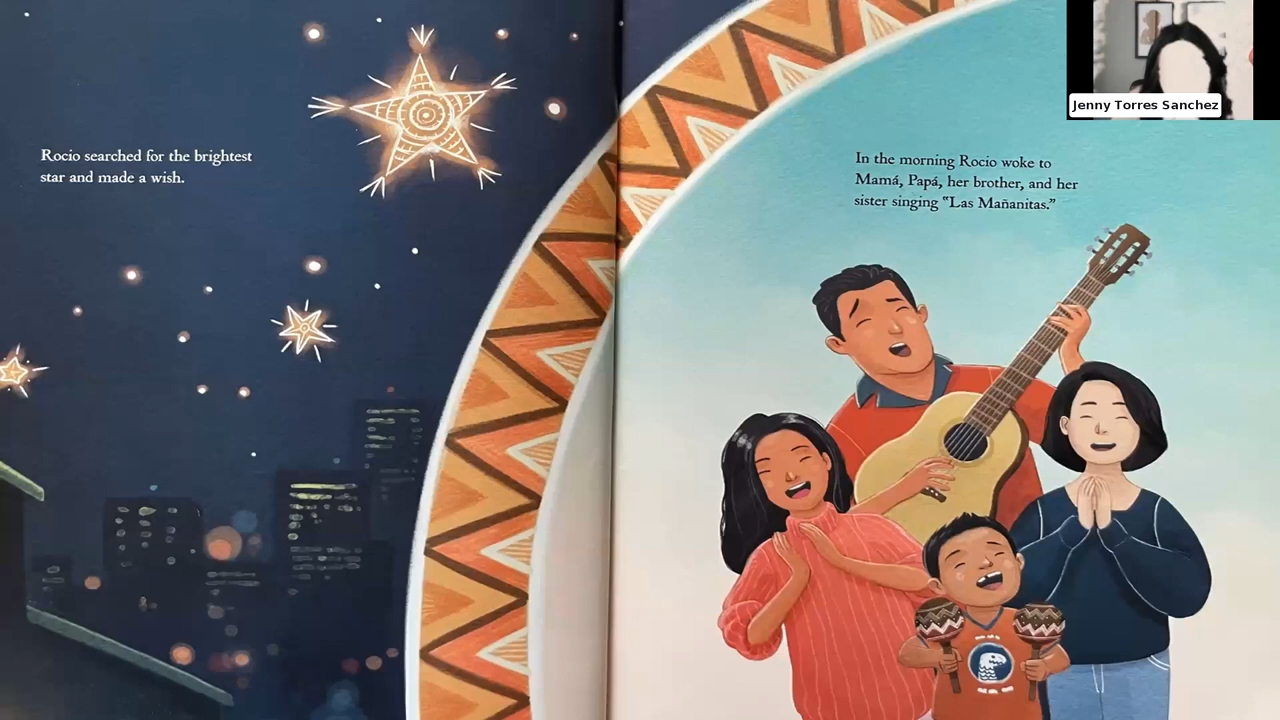 Rocio searched for the brightest
star and made a wish.
In the morning Rocio woke to
Mamá, Papá, her brother, and her
sister singing "Las Mañanitas."
Jenny Torres Sanchez